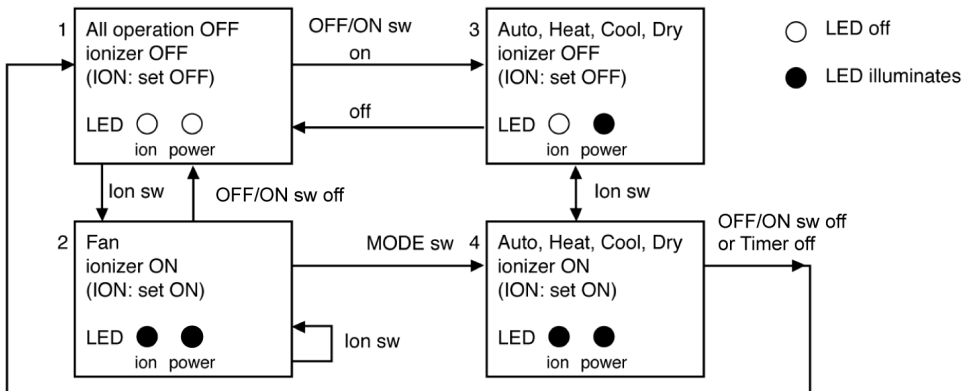 1
All operation OFF
ionizer OFF
(ION: set OFF)
LED
ion power
OFF/ON sw
on
off
3
Auto, Heat, Cool, Dry
ionizer OFF
(ION: set OFF)
LED
ion power
LED off
LED illuminates
Ion sw
OFF/ON sw off
Ion sw
2
Fan
ionizer ON
(ION: set ON)
LED
ion power
MODE sw
Ion sw
4
Auto, Heat, Cool, Dry
ionizer ON
(ION: set ON)
LED
ion power
OFF/ON sw off
or Timer off